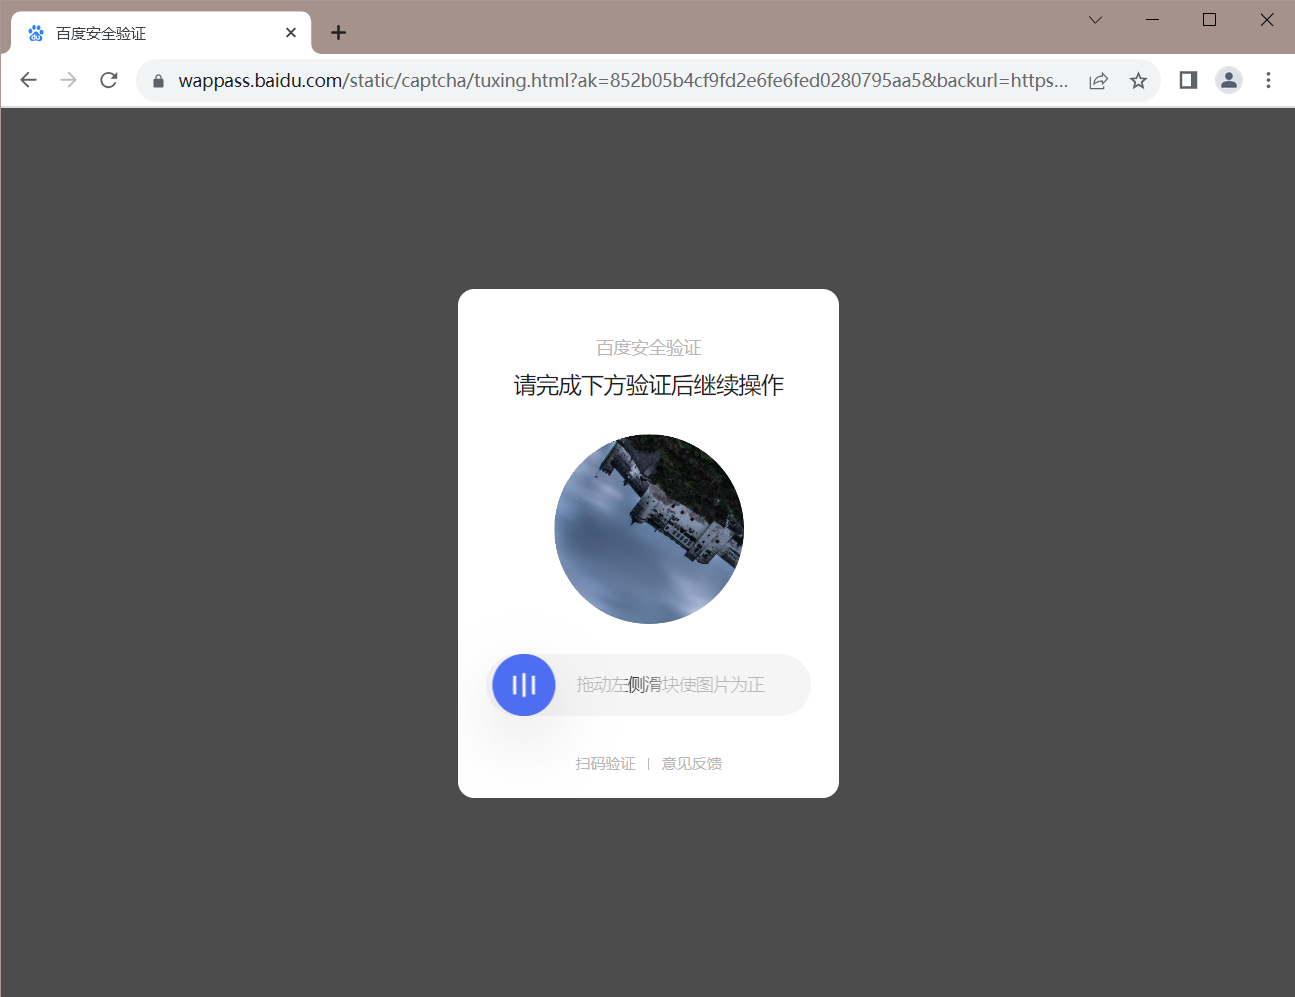 百度安全验证
wappass.baidu.com/static/captcha/tuxing.html?ak=852b05b4cf9fd2e6fe6fed0280795aa5&backurl=https...
百度安全验证
请完成下方验证后继续操作
拖动左侧滑块使图片为正
扫码验证 | 意见反馈